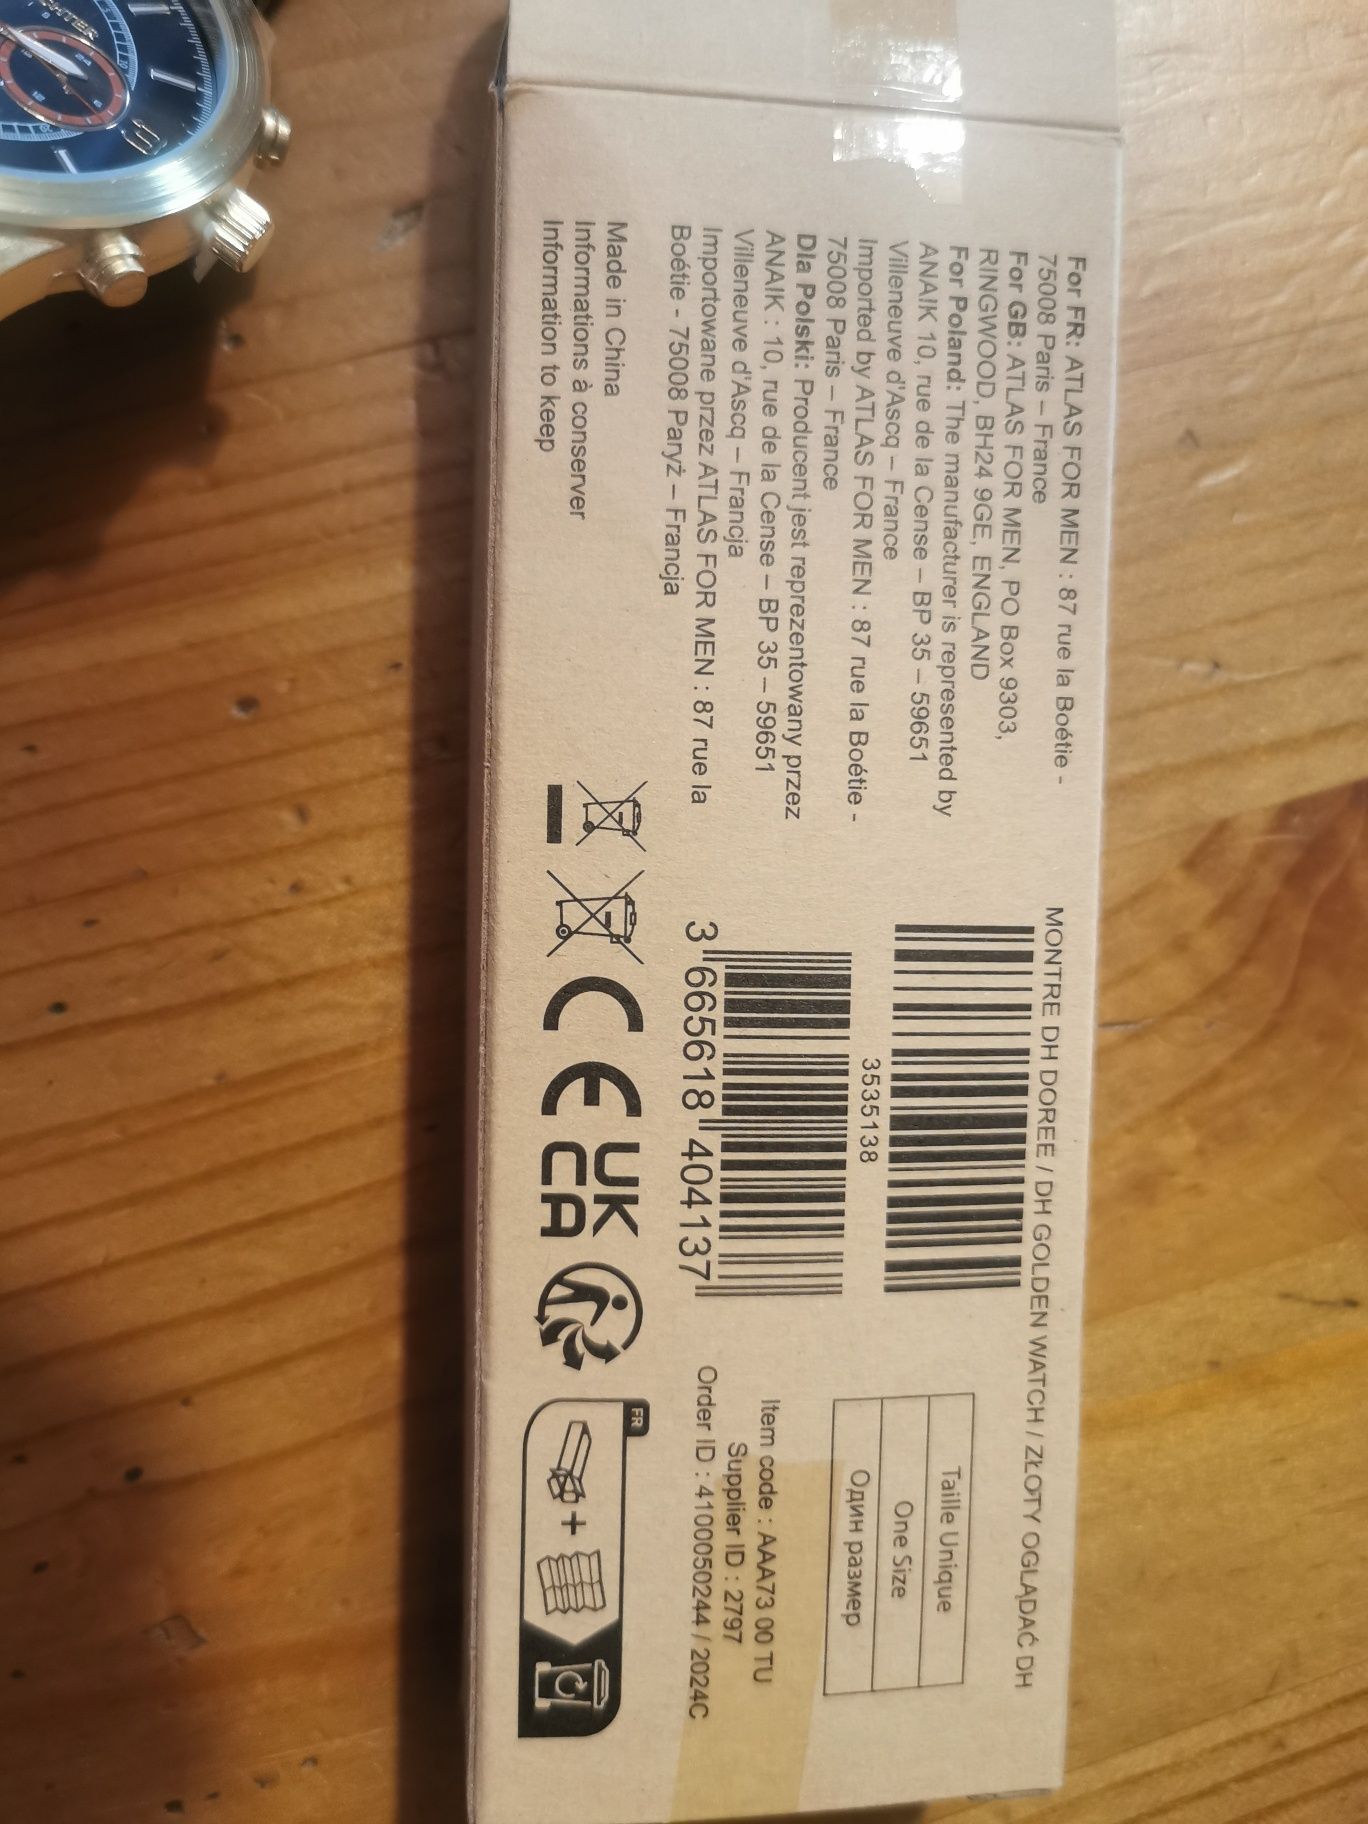 For FR: ATLAS FOR MEN : 87 rue la Boétie -
75008 Paris – France
For GB: ATLAS FOR MEN, PO Box 9303,
RINGWOOD, BH24 9GE, ENGLAND
For Poland: The manufacturer is represented by
ANAIK 10, rue de la Cense – BP 35 – 59651
Villeneuve d'Ascq – France
Imported by ATLAS FOR MEN : 87 rue la Boétie -
75008 Paris – France
Dla Polski: Producent jest reprezentowany przez
ANAIK : 10, rue de la Cense – BP 35 – 59651
Villeneuve d'Ascq – Francja
Importowane przez ATLAS FOR MEN : 87 rue la
Boétie - 75008 Paryż – Francja
Made in China
Informations à conserver
Information to keep
MONTRE DH DOREE / DH GOLDEN WATCH / ZŁOTY OGLĄDAĆ DH
3535138
3 665618 404137
Taille Unique
One Size
Один размер
Item code : AAA73 00 TU
Supplier ID : 2797
Order ID : 4100050244 / 2024C
CE
UK
CA
FR